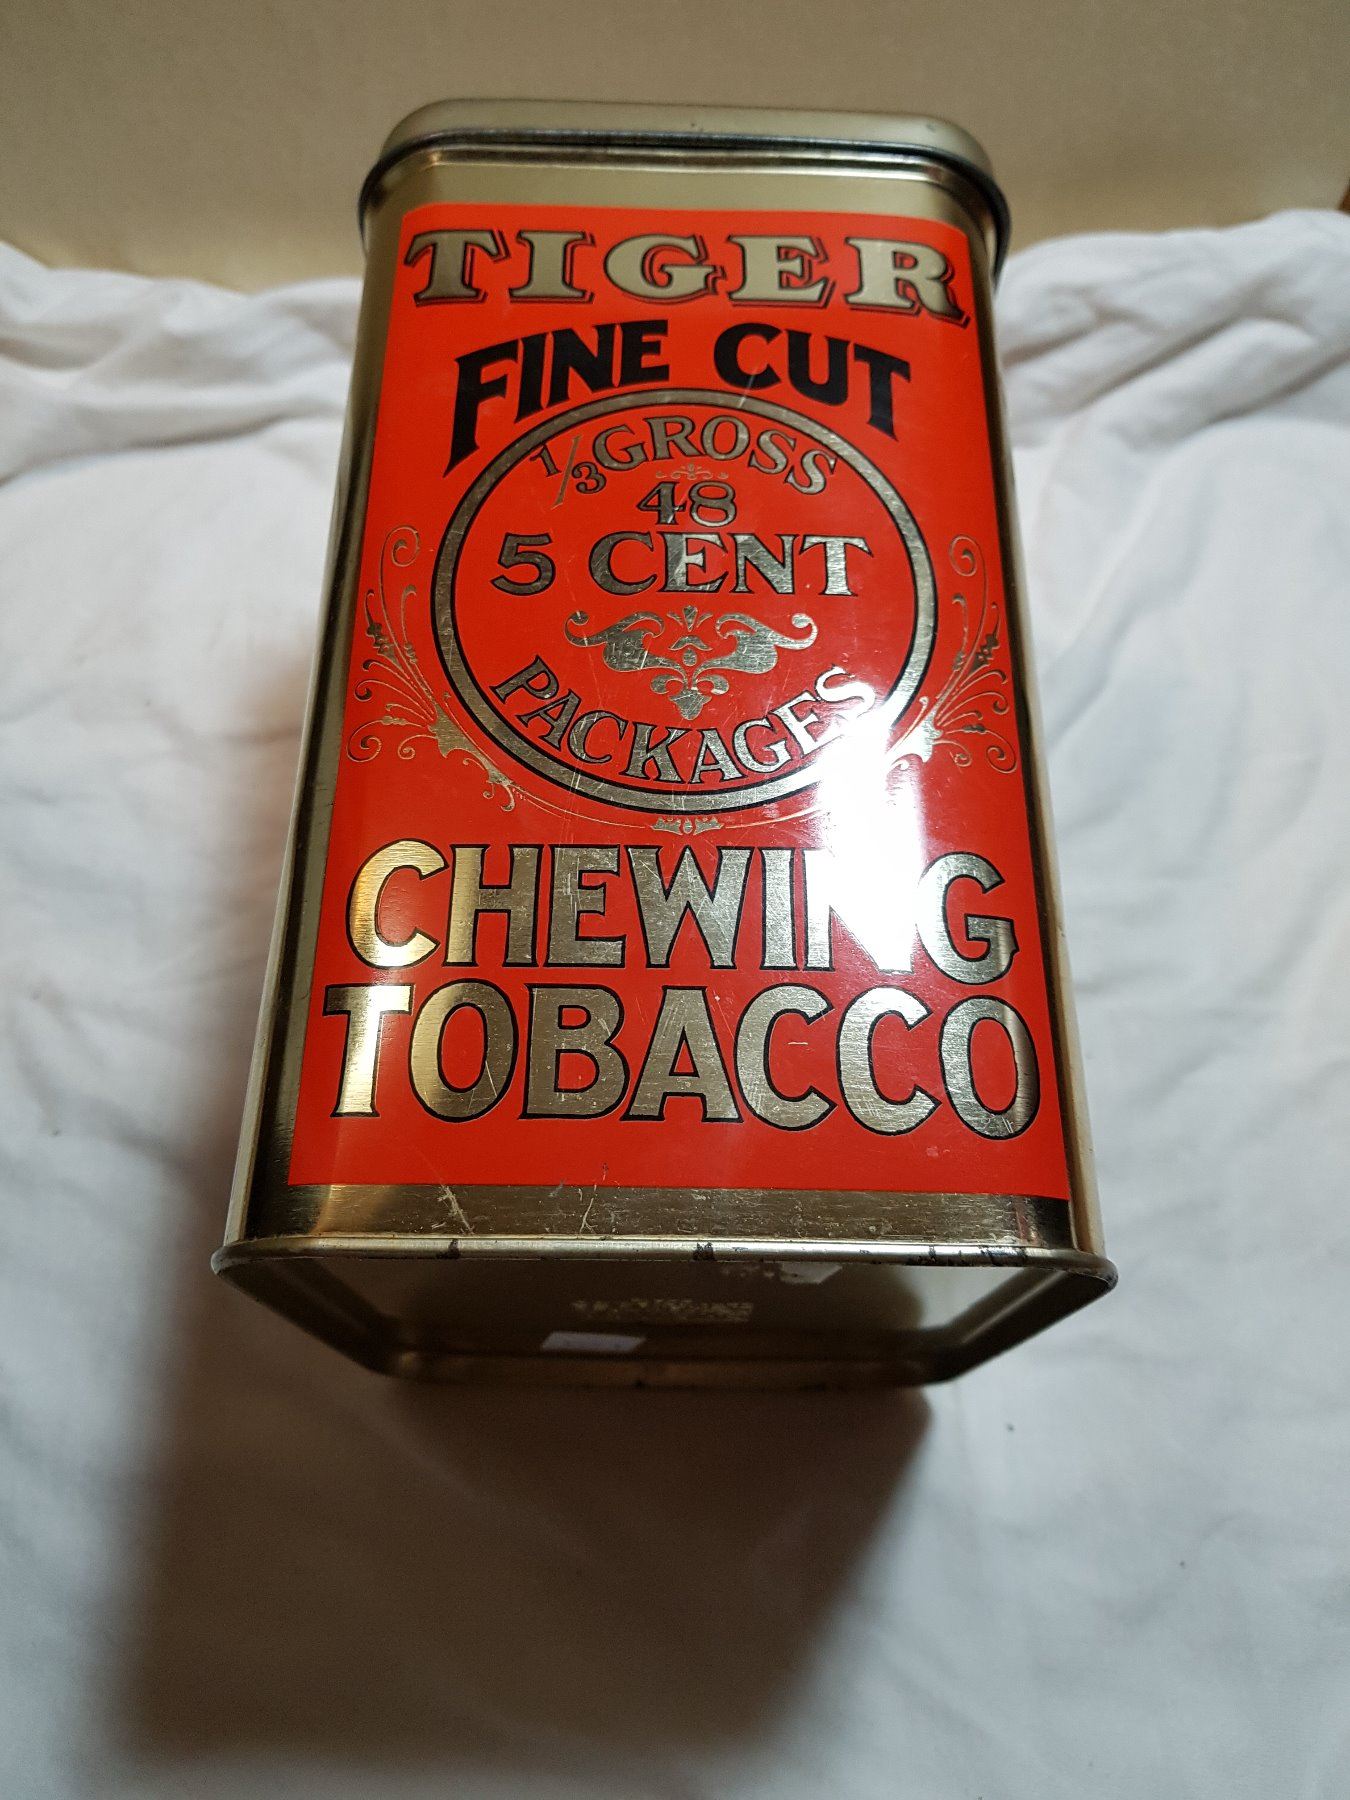 TIGER
FINE CUT
1/3 GROSS
48
5 CENT
PACKAGES
CHEWING
TOBACCO